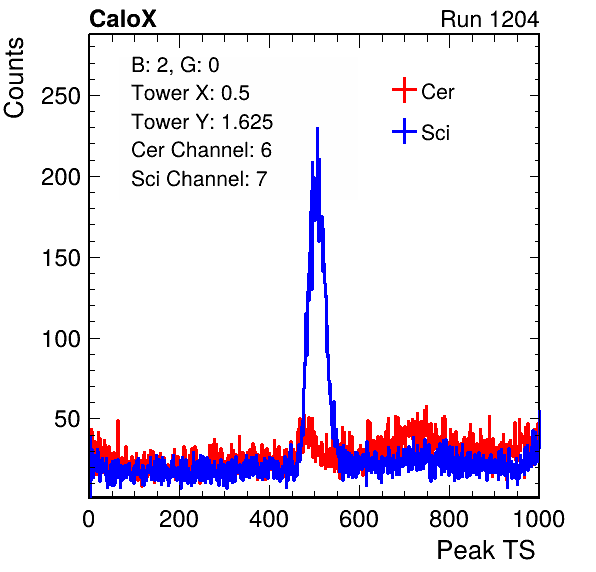 CaloX Run 1204
Counts
B: 2, G: 0
Tower X: 0.5
Tower Y: 1.625
Cer Channel: 6
Sci Channel: 7
Cer
Sci
250
200
150
100
50
0 200 400 600 800 1000
Peak TS